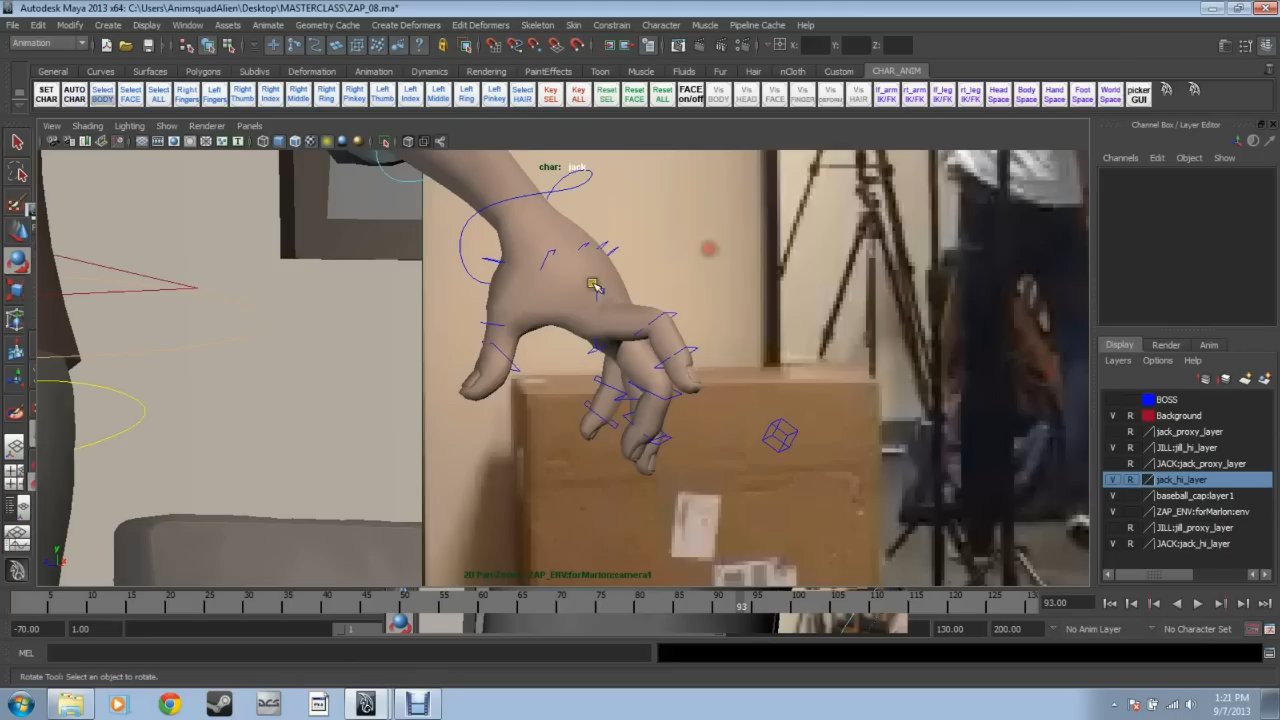 Autodesk Maya 2013 x64: C:\Users\AnimsquadAlien\Desktop\MASTERCLASS\ZAP_08.ma*
File Edit Modify Create Display Window Assets Animate Geometry Cache Create Deformers Edit Deformers Skeleton Skin Constrain Character Muscle Pipeline Cache Help
Animation X: Y: Z:
General Curves Surfaces Polygons Subdivs Deformation Animation Dynamics Rendering PaintEffects Toon Muscle Fluids Fur Hair nCloth Custom CHAR_ANIM
SET CHAR AUTO CHAR Select BODY Select FACE Select ALL Right Fingers Left Fingers Right Thumb Right Index Right Middle Right Ring Right Pinkey Left Thumb Left Index Left Middle Left Ring Left Pinkey Select HAIR Key SEL Key ALL Reset SEL Reset FACE Reset ALL FACE on/off Vis BODY Vis HEAD Vis FACE Vis FINGER Vis Vis HAIR lf_arm IK/FK rt_arm IK/FK lf_leg IK/FK rt_leg IK/FK Head Space Body Space Hand Space Foot Space World Space picker GUI
View Shading Lighting Show Renderer Panels
Channel Box / Layer Editor
Channels Edit Object Show
char: jack
Display Render Anim
Layers Options Help
BOSS
V R Background
R jack_proxy_layer
V R JILL:jill_hi_layer
R JACK:jack_proxy_layer
V R jack_hi_layer
V baseball_cap:layer1
V ZAP_ENV:forMarlon:env
R JILL:jill_proxy_layer
V R JACK:jack_hi_layer
2D Pan/Zoom : ZAP_ENV:forMarlon:camera1
5 10 15 20 25 30 35 40 45 50 55 60 65 70 75 80 85 90 93 95 100 105 110 115 120 125 93.00
-70.00 1.00 1 130.00 200.00 No Anim Layer No Character Set
MEL
Rotate Tool: Select an object to rotate.
1:21 PM
9/7/2013